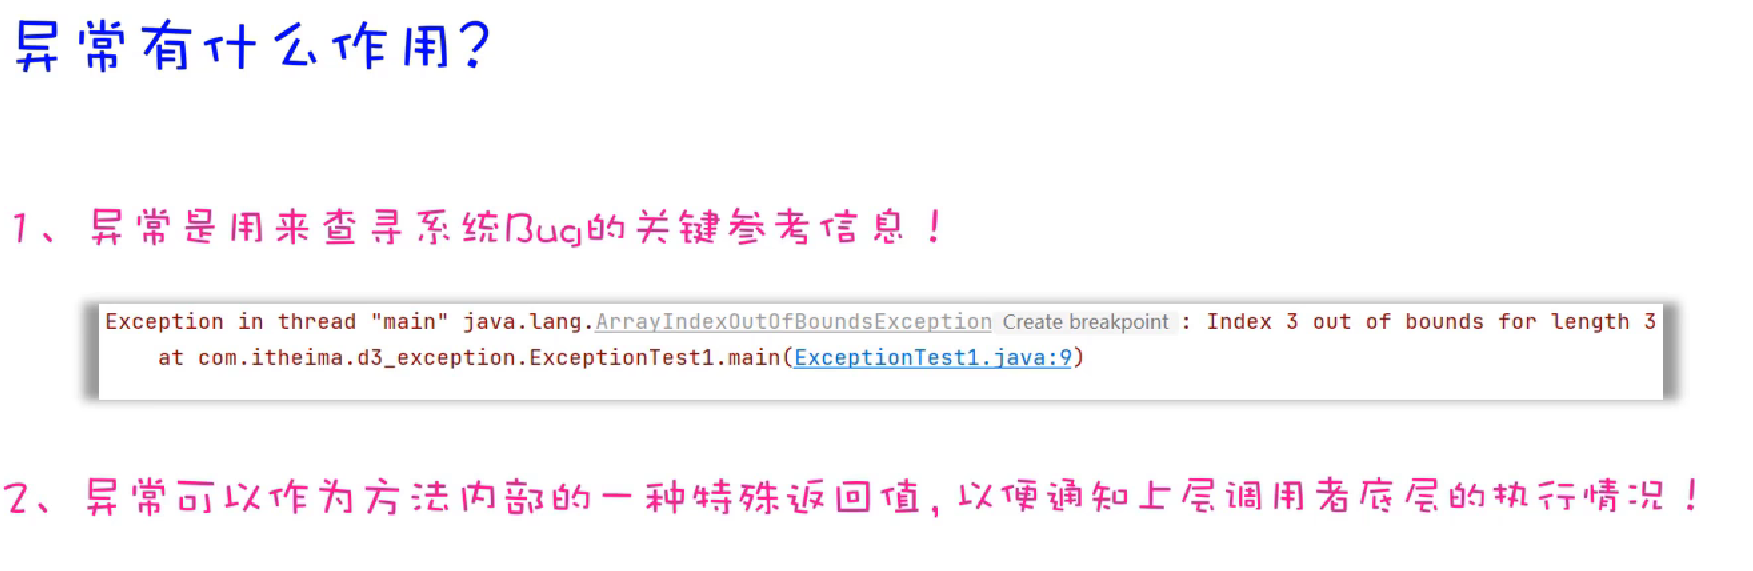 异常有什么作用?
1、异常是用来查寻系统Bug的关键参考信息!
Exception in thread "main" java.lang.ArrayIndexOutOfBoundsException Create breakpoint : Index 3 out of bounds for length 3
at com.itheima.d3_exception.ExceptionTest1.main(ExceptionTest1.java:9)
2、异常可以作为方法内部的一种特殊返回值,以便通知上层调用者底层的执行情况!